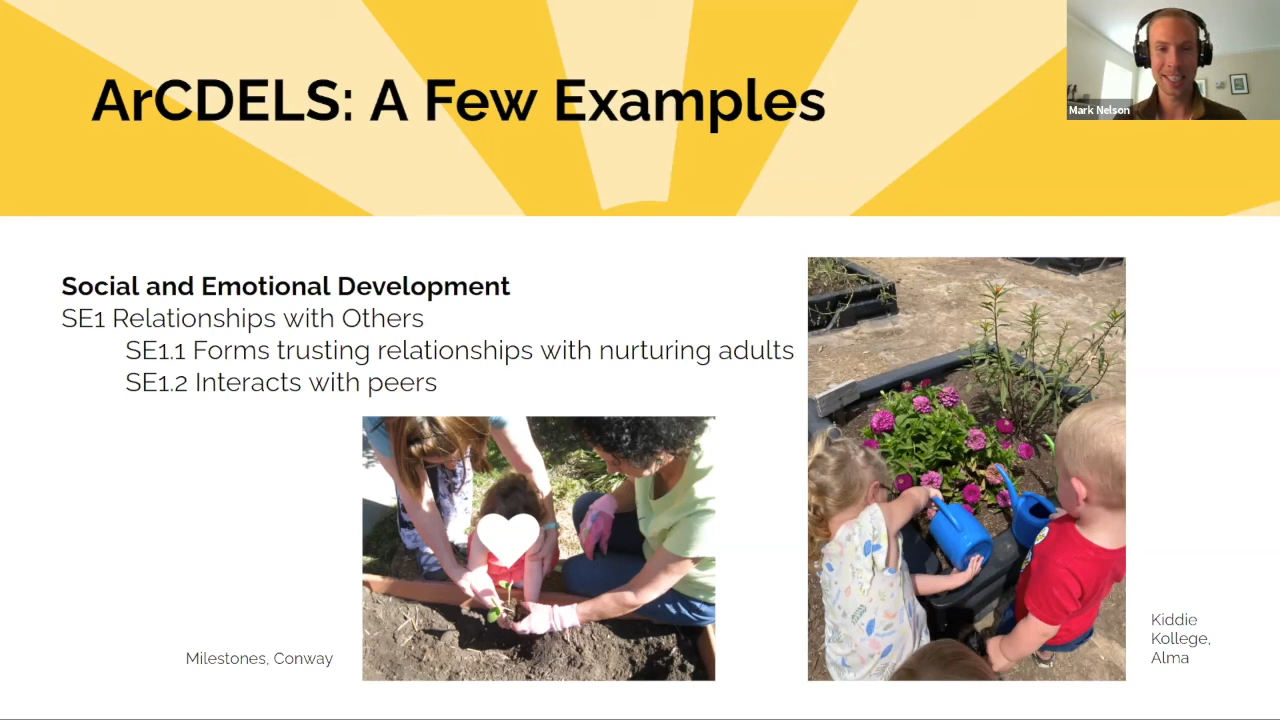 ArCDELS: A Few Examples
Mark Nelson
Social and Emotional Development
SE1 Relationships with Others
SE1.1 Forms trusting relationships with nurturing adults
SE1.2 Interacts with peers
Milestones, Conway
Kiddie
Kollege,
Alma